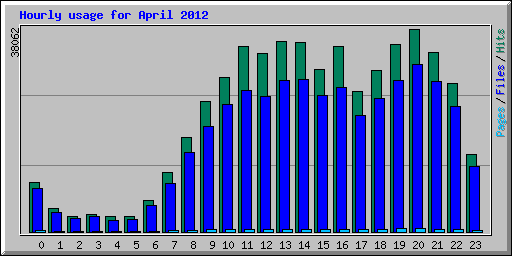 Hourly usage for April 2012
38062
Pages / Files / Hits
0 1 2 3 4 5 6 7 8 9 10 11 12 13 14 15 16 17 18 19 20 21 22 23